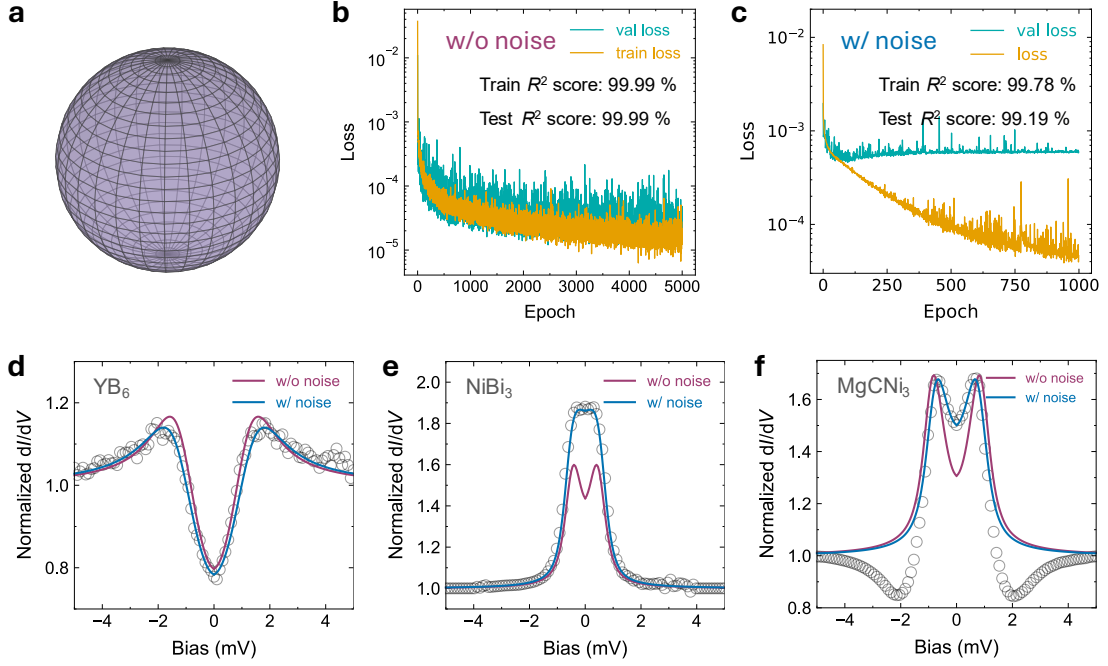 a
b
w/o noise
val loss
train loss
Train R² score: 99.99 %
Test R² score: 99.99 %
Loss
10⁻²
10⁻³
10⁻⁴
10⁻⁵
0 1000 2000 3000 4000 5000
Epoch
c
w/ noise
val loss
loss
Train R² score: 99.78 %
Test R² score: 99.19 %
Loss
10⁻²
10⁻³
10⁻⁴
0 250 500 750 1000
Epoch
d
YB₆
w/o noise
w/ noise
Normalized dI/dV
1.2
1.0
0.8
−4 −2 0 2 4
Bias (mV)
e
NiBi₃
w/o noise
w/ noise
Normalized dI/dV
2.0
1.8
1.6
1.4
1.2
1.0
−4 −2 0 2 4
Bias (mV)
f
MgCNi₃
w/o noise
w/ noise
Normalized dI/dV
1.6
1.4
1.2
1.0
0.8
−4 −2 0 2 4
Bias (mV)